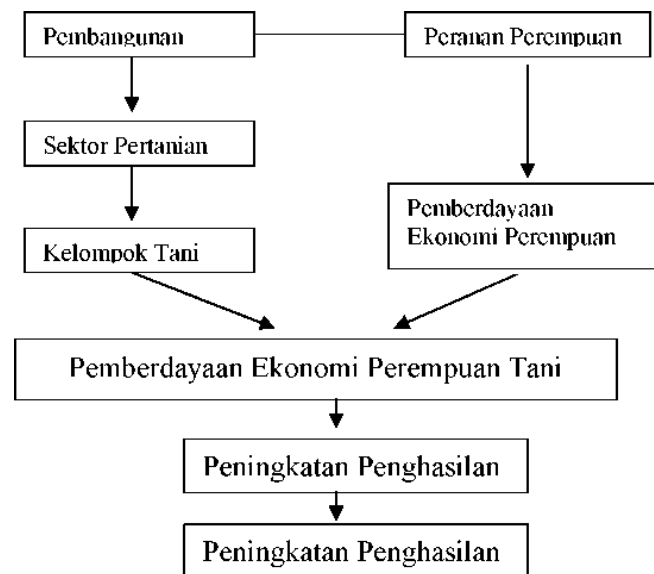 Pembangunan
Peranan Perempuan
Sektor Pertanian
Pemberdayaan
Ekonomi Perempuan
Kelompok Tani
Pemberdayaan Ekonomi Perempuan Tani
Peningkatan Penghasilan
Peningkatan Penghasilan